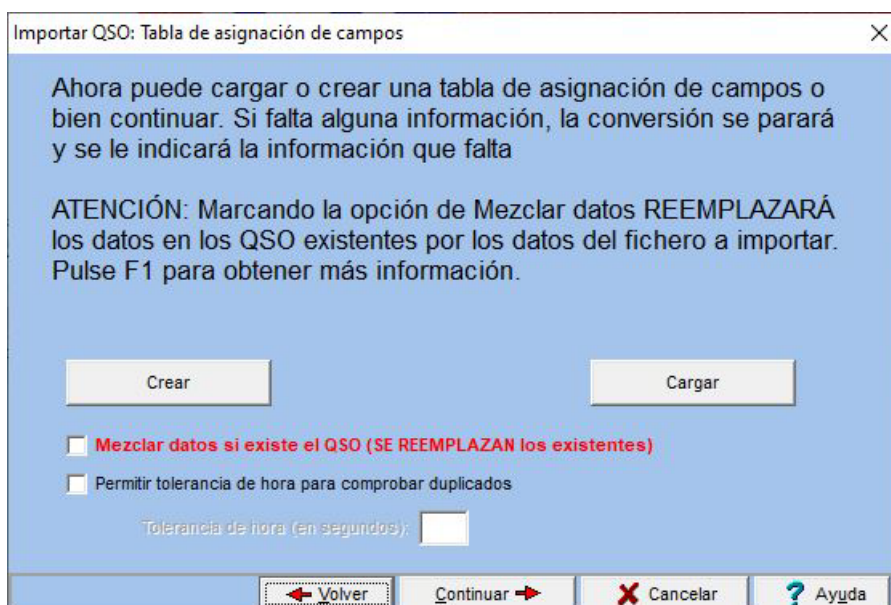 Importar QSO: Tabla de asignación de campos
Ahora puede cargar o crear una tabla de asignación de campos o
bien continuar. Si falta alguna información, la conversión se parará
y se le indicará la información que falta
ATENCIÓN: Marcando la opción de Mezclar datos REEMPLAZARÁ
los datos en los QSO existentes por los datos del fichero a importar.
Pulse F1 para obtener más información.
Crear
Cargar
Mezclar datos si existe el QSO (SE REEMPLAZAN los existentes)
Permitir tolerancia de hora para comprobar duplicados
Tolerancia de hora (en segundos):
Volver
Continuar
Cancelar
Ayuda